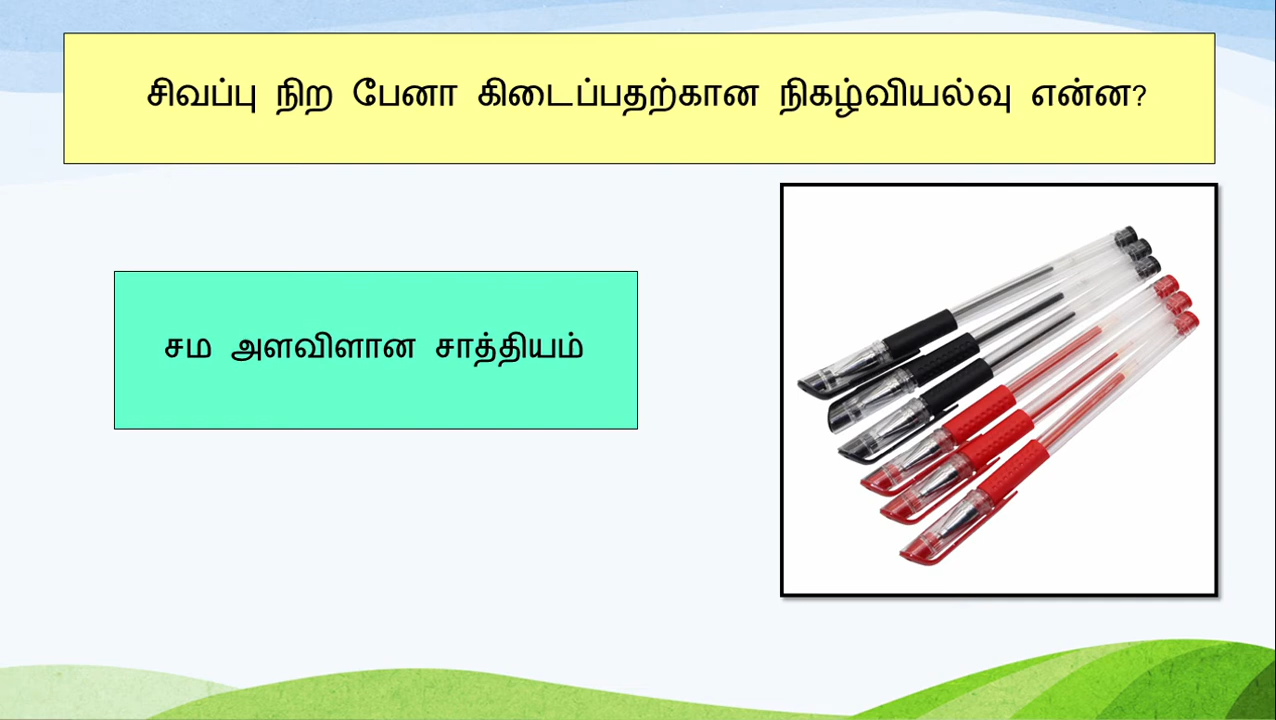 சிவப்பு நிற பேனா கிடைப்பதற்கான நிகழ்வியல்வு என்ன?
சம அளவிளான சாத்தியம்